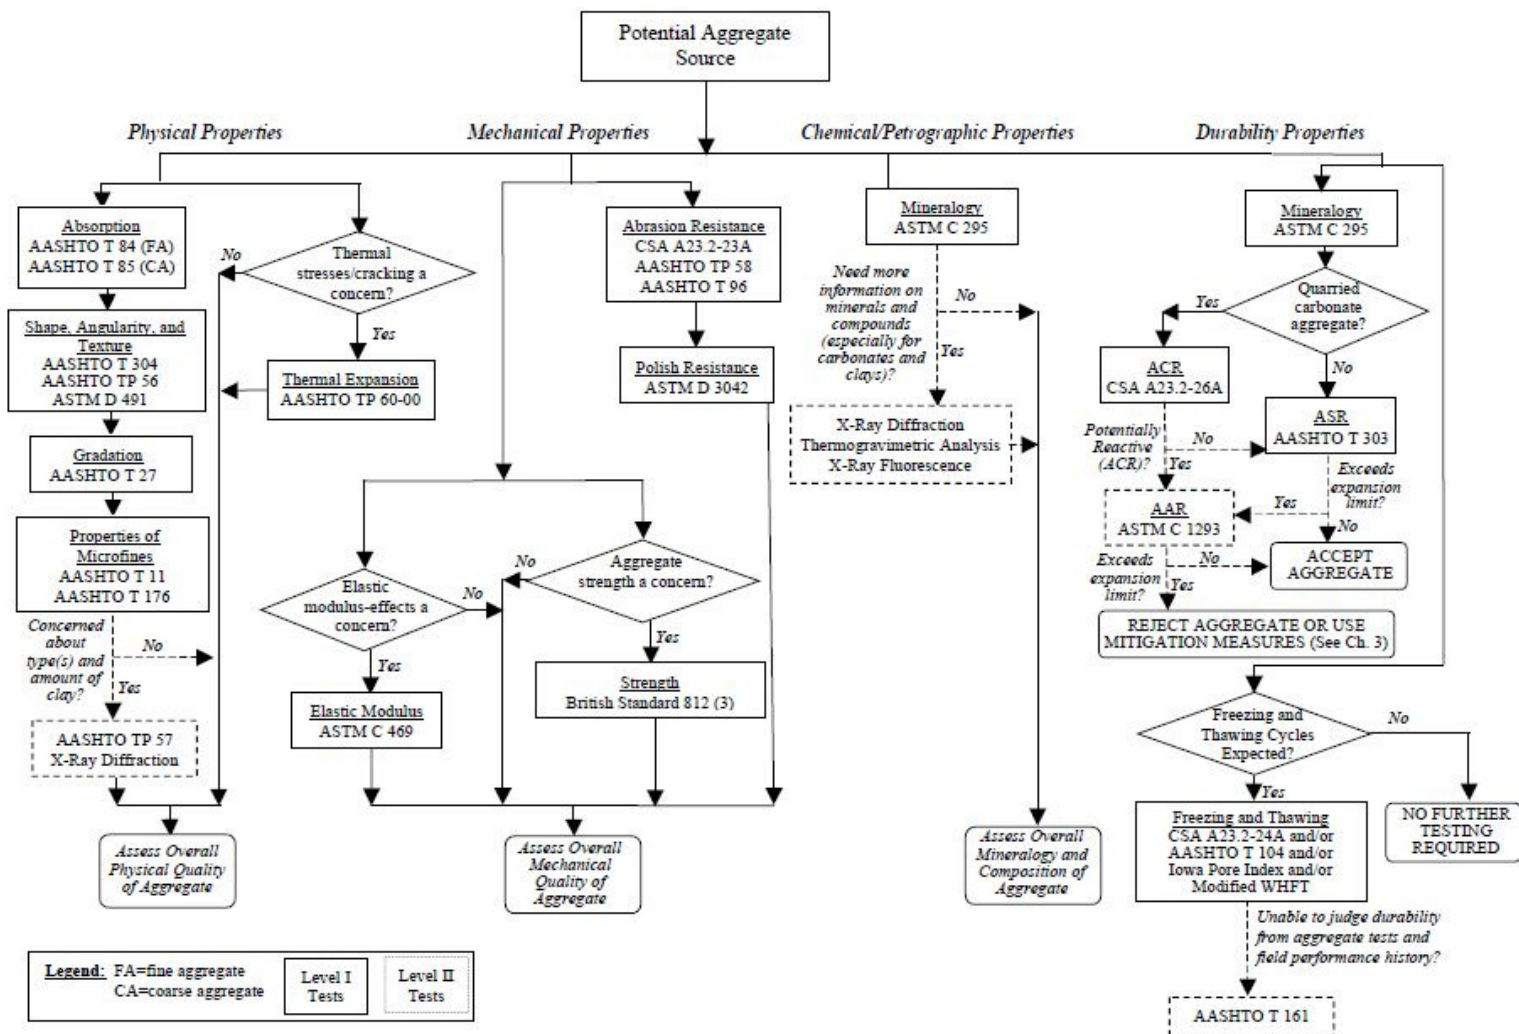 Potential Aggregate
Source
Physical Properties
Mechanical Properties
Chemical/Petrographic Properties
Durability Properties
Absorption
AASHTO T 84 (FA)
AASHTO T 85 (CA)
No
Thermal
stresses/cracking a
concern?
Yes
Shape, Angularity, and
Texture
AASHTO T 304
AASHTO TP 56
ASTM D 491
Thermal Expansion
AASHTO TP 60-00
Gradation
AASHTO T 27
Properties of
Microfines
AASHTO T 11
AASHTO T 176
Concerned
about
type(s) and
amount of
clay?
No
Yes
AASHTO TP 57
X-Ray Diffraction
Assess Overall
Physical Quality
of Aggregate
Abrasion Resistance
CSA A23.2-23A
AASHTO TP 58
AASHTO T 96
Polish Resistance
ASTM D 3042
Elastic
modulus-effects a
concern?
No
Yes
Elastic Modulus
ASTM C 469
No
Aggregate
strength a concern?
Yes
Strength
British Standard 812 (3)
Assess Overall
Mechanical
Quality of
Aggregate
Mineralogy
ASTM C 295
Need more
information on
minerals and
compounds
(especially for
carbonates and
clays)?
No
Yes
X-Ray Diffraction
Thermogravimetric Analysis
X-Ray Fluorescence
Assess Overall
Mineralogy and
Composition of
Aggregate
Mineralogy
ASTM C 295
Yes
Quarried
carbonate
aggregate?
No
ACR
CSA A23.2-26A
ASR
AASHTO T 303
Potentially
Reactive
(ACR)?
No
Yes
Exceeds
expansion
limit?
Yes
No
AAR
ASTM C 1293
ACCEPT
AGGREGATE
Exceeds
expansion
limit?
No
Yes
REJECT AGGREGATE OR USE
MITIGATION MEASURES (See Ch. 3)
Freezing and
Thawing Cycles
Expected?
No
Yes
Freezing and Thawing
CSA A23.2-24A and/or
AASHTO T 104 and/or
Iowa Pore Index and/or
Modified WHFT
NO FURTHER
TESTING
REQUIRED
Unable to judge durability
from aggregate tests and
field performance history?
AASHTO T 161
Legend: FA=fine aggregate
CA=coarse aggregate
Level I
Tests
Level II
Tests